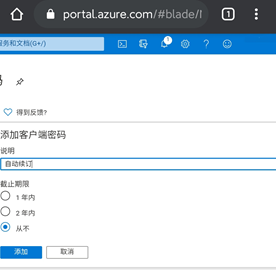 portal.azure.com/#blade/
1
服务和文档(G+/)
1
码
得到反馈?
添加客户端密码
说明
自动续订
截止期限
1 年内
2 年内
从不
添加
取消